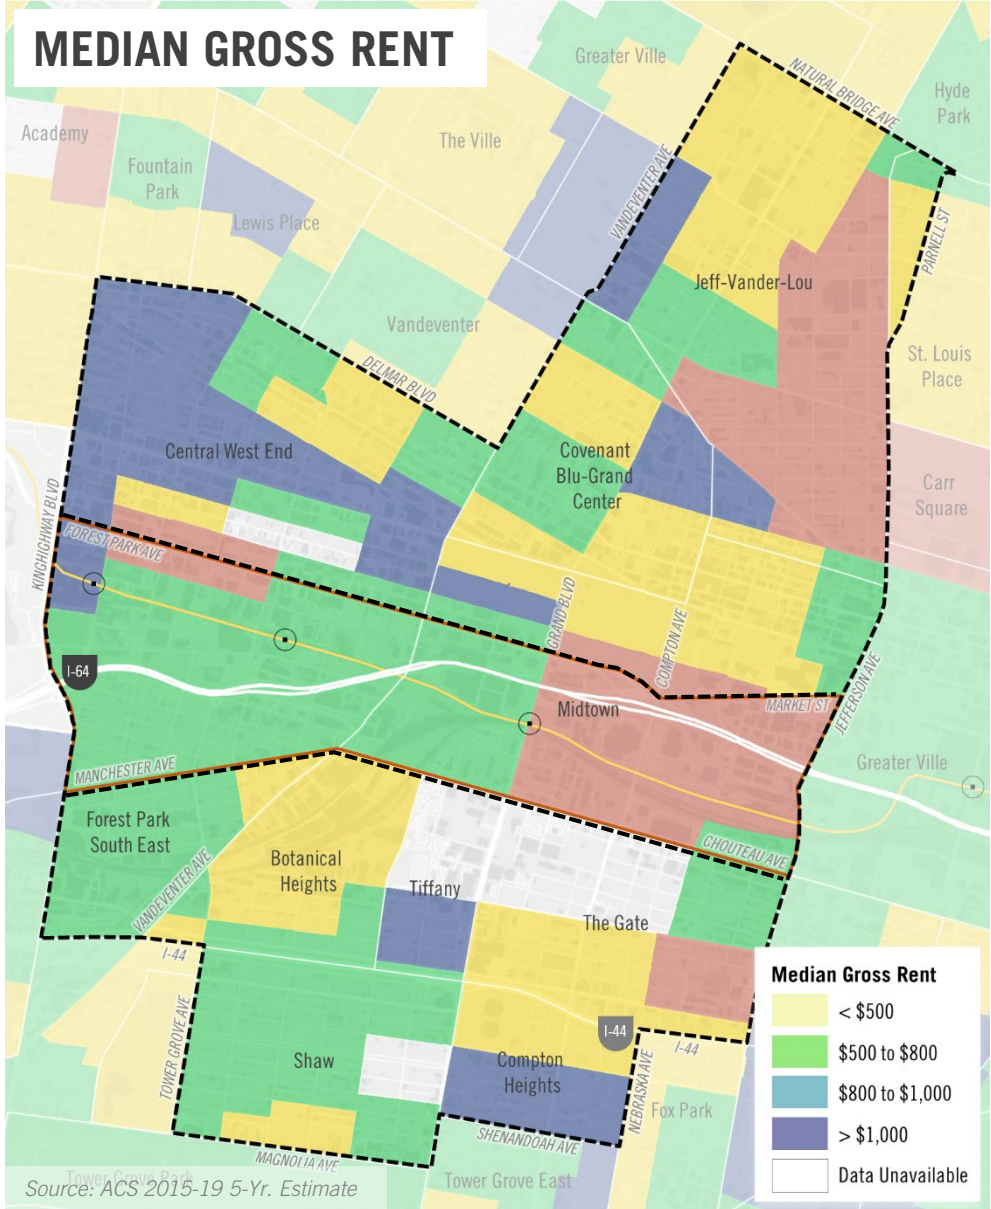 MEDIAN GROSS RENT
Greater Ville
NATURAL BRIDGE AVE
Hyde
Park
Academy
The Ville
Fountain
Park
VANDEVENTER AVE
Lewis Place
PARNELL ST
Jeff-Vander-Lou
Vandeventer
St. Louis
Place
DELMAR BLVD
Central West End
Covenant
Blu-Grand
Center
Carr
Square
KINGHIGHWAY BLVD
FOREST PARK AVE
GRAND BLVD
COMPTON AVE
I-64
Midtown
MARKET ST
JEFFERSON AVE
MANCHESTER AVE
Greater Ville
Forest Park
South East
CHOUTEAU AVE
Botanical
Heights
VANDEVENTER AVE
Tiffany
The Gate
I-44
TOWER GROVE AVE
I-44
I-44
Shaw
Compton
Heights
NEBRASKA AVE
Fox Park
SHENANDOAH AVE
MAGNOLIA AVE
Tower Grove Park
Tower Grove East
Source: ACS 2015-19 5-Yr. Estimate
Median Gross Rent
< $500
$500 to $800
$800 to $1,000
> $1,000
Data Unavailable